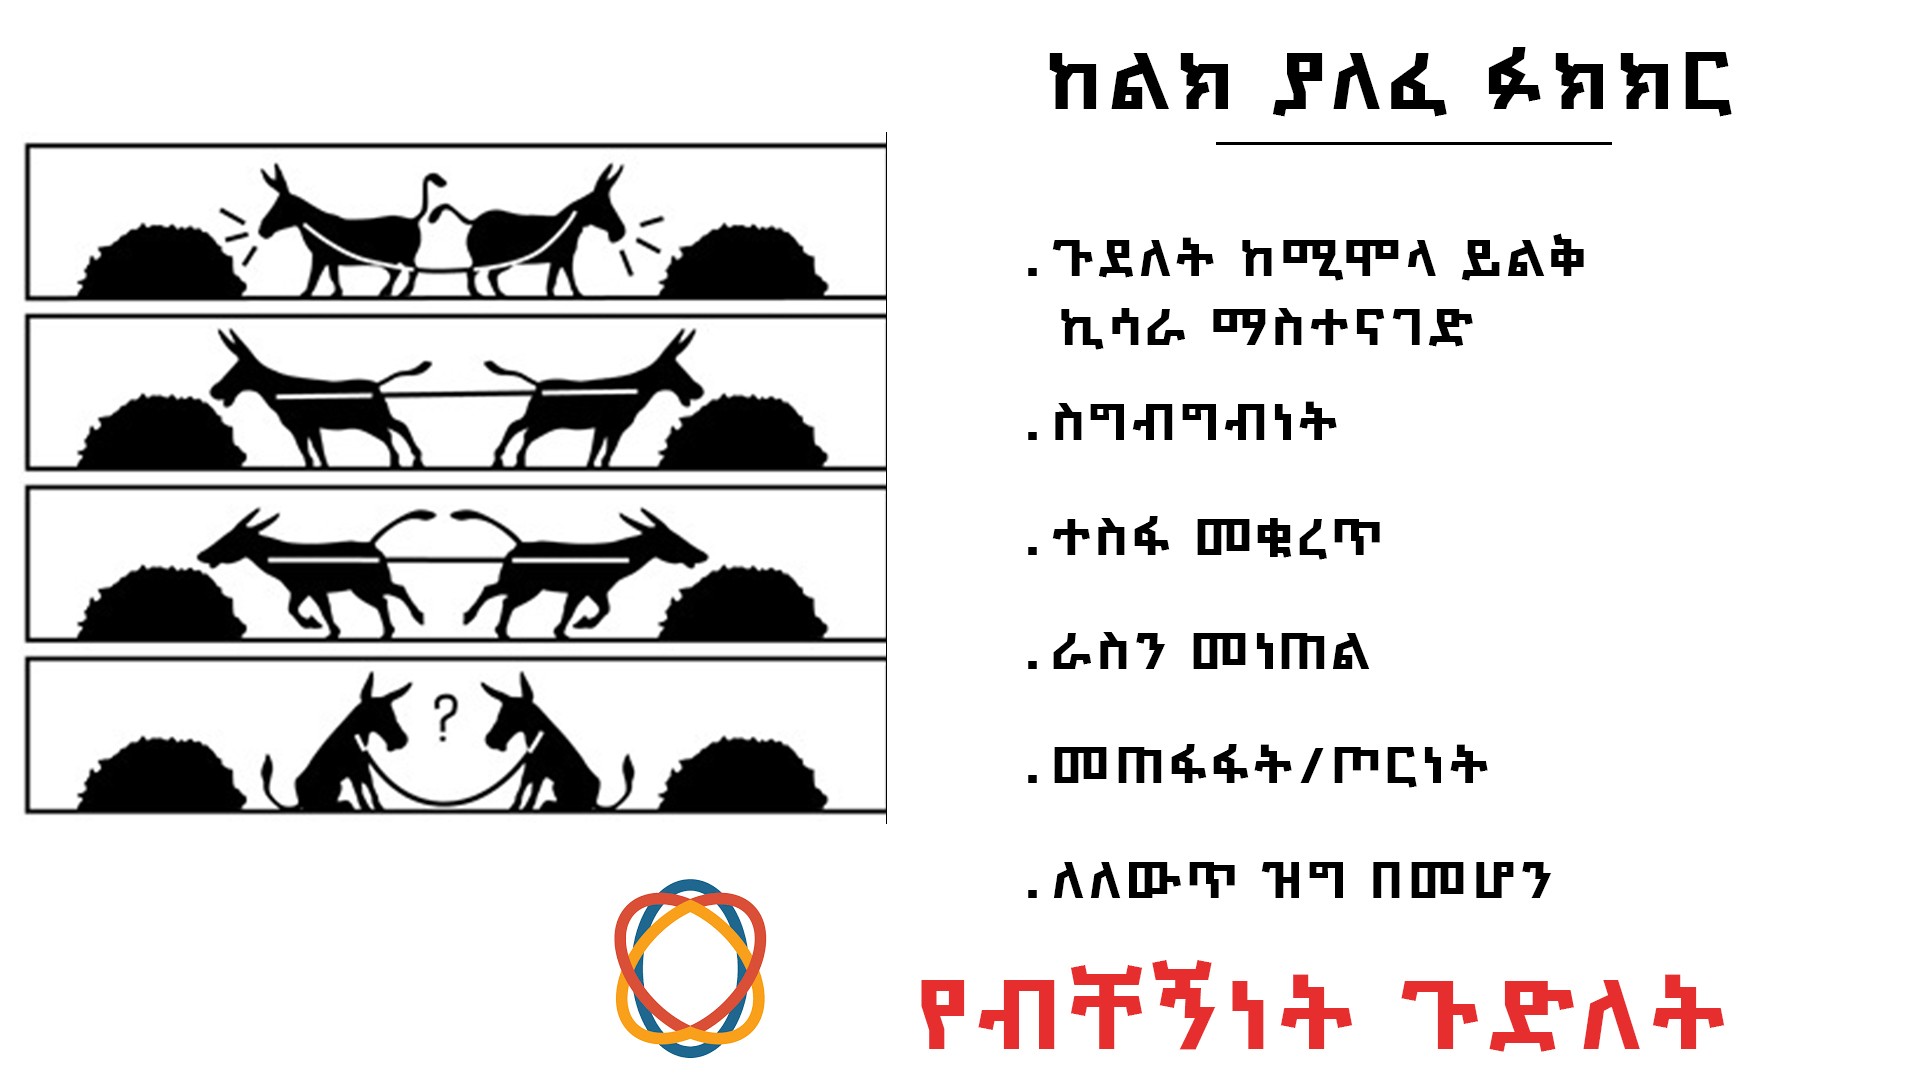 ከልክ ያለፈ ፉክክር
?
.ጉደለት ከሚሞላ ይልቅ
ኪሳራ ማስተናገድ
.ስግብግብነት
.ተስፋ መቁረጥ
.ራስን መነጠል
.መጠፋፋት/ጦርነት
.ለለውጥ ዝግ በመሆን
የብቸኝነት ጉድለት